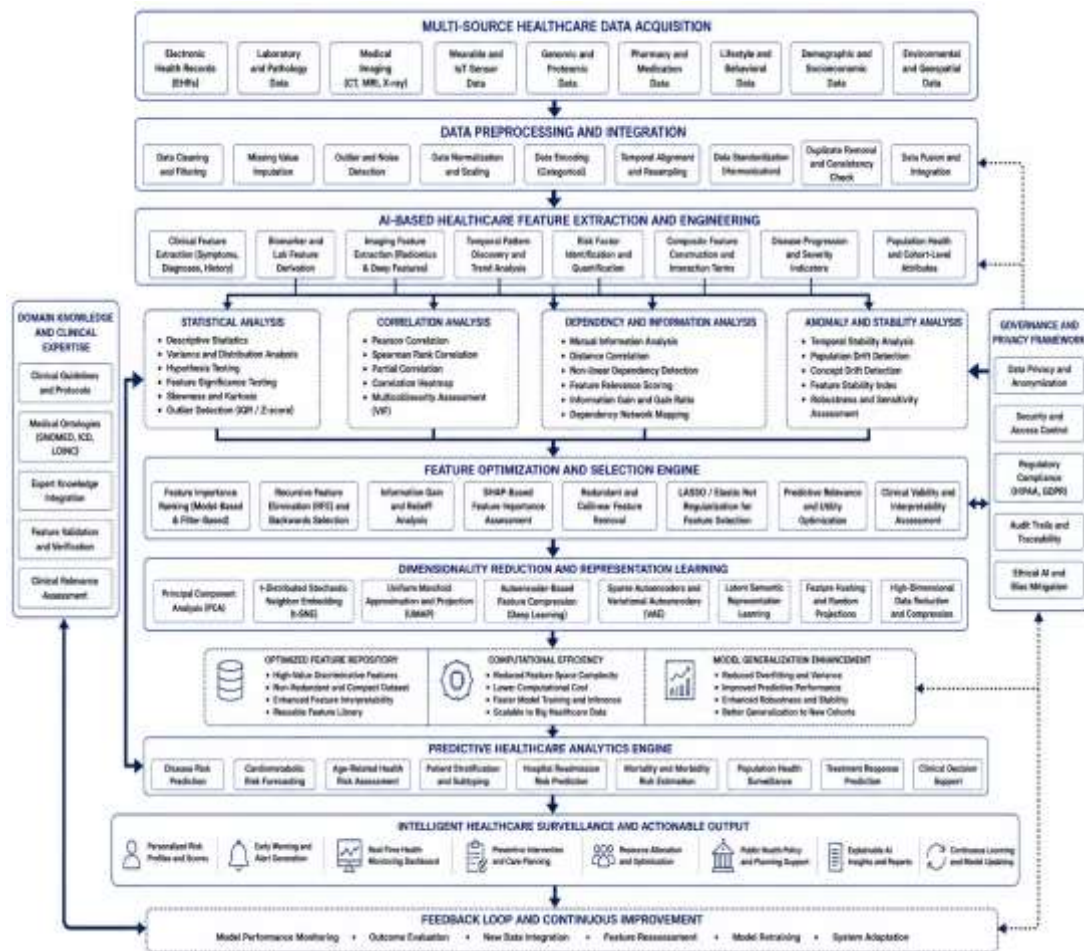 MULTI-SOURCE HEALTHCARE DATA ACQUISITION
Electronic
Health Records
(EHRs)
Laboratory
and Pathology
Data
Medical
Imaging
(CT, MRI, X-ray)
Wearable and
IoT Sensor
Data
Genomic and
Proteomic
Data
Pharmacy and
Medication
Data
Lifestyle and
Behavioral
Data
Demographic and
Socioeconomic
Data
Environmental
and Geospatial
Data
DATA PREPROCESSING AND INTEGRATION
Data Cleaning
and Filtering
Missing Value
Imputation
Outlier and Noise
Detection
Data Normalization
and Scaling
Data Encoding
(Categorical)
Temporal Alignment
and Resampling
Data Standardization
(Harmonization)
Duplicate Removal
and Consistency
Check
Data Fusion and
Integration
AI-BASED HEALTHCARE FEATURE EXTRACTION AND ENGINEERING
Clinical Feature
Extraction (Symptoms,
Diagnoses, History)
Biomarker and
Lab Feature
Derivation
Imaging Feature
Extraction (Radiomics
& Deep Features)
Temporal Pattern
Discovery and
Trend Analysis
Risk Factor
Identification and
Quantification
Composite Feature
Construction and
Interaction Terms
Disease Progression
and Severity
Indicators
Population Health
and Cohort-Level
Attributes
DOMAIN KNOWLEDGE
AND CLINICAL
EXPERTISE
Clinical Guidelines
and Protocols
Medical Ontologies
(SNOMED, ICD,
LOINC)
Expert Knowledge
Integration
Feature Validation
and Verification
Clinical Relevance
Assessment
STATISTICAL ANALYSIS
• Descriptive Statistics
• Variance and Distribution Analysis
• Hypothesis Testing
• Feature Significance Testing
• Skewness and Kurtosis
• Outlier Detection (IQR / Z-score)
CORRELATION ANALYSIS
• Pearson Correlation
• Spearman Rank Correlation
• Partial Correlation
• Correlation Heatmap
• Multicollinearity Assessment
(VIF)
DEPENDENCY AND INFORMATION ANALYSIS
• Mutual Information Analysis
• Distance Correlation
• Non-linear Dependency Detection
• Feature Relevance Scoring
• Information Gain and Gain Ratio
• Dependency Network Mapping
ANOMALY AND STABILITY ANALYSIS
• Temporal Stability Analysis
• Population Drift Detection
• Concept Drift Detection
• Feature Stability Index
• Robustness and Sensitivity
Assessment
GOVERNANCE AND
PRIVACY FRAMEWORK
Data Privacy and
Anonymization
Security and
Access Control
Regulatory
Compliance
(HIPAA, GDPR)
Audit Trails and
Traceability
Ethical AI and
Bias Mitigation
FEATURE OPTIMIZATION AND SELECTION ENGINE
Feature Importance
Ranking (Model-Based
& Filter-Based)
Recursive Feature
Elimination (RFE) and
Backwards Selection
Information Gain
and ReliefF
Analysis
SHAP-Based
Feature Importance
Assessment
Redundant and
Collinear Feature
Removal
LASSO / Elastic Net
Regularization for
Feature Selection
Predictive Relevance
and Utility
Optimization
Clinical Validity and
Interpretability
Assessment
DIMENSIONALITY REDUCTION AND REPRESENTATION LEARNING
Principal Component
Analysis (PCA)
t-Distributed Stochastic
Neighbor Embedding
(t-SNE)
Uniform Manifold
Approximation and Projection
(UMAP)
Autoencoder-Based
Feature Compression
(Deep Learning)
Sparse Autoencoders and
Variational Autoencoders
(VAE)
Latent Semantic
Representation
Learning
Feature Hashing
and Random
Projections
High-Dimensional
Data Reduction
and Compression
OPTIMIZED FEATURE REPOSITORY
• High-Value Discriminative Features
• Non-Redundant and Compact Dataset
• Enhanced Feature Interpretability
• Reusable Feature Library
COMPUTATIONAL EFFICIENCY
• Reduced Feature Space Complexity
• Lower Computational Cost
• Faster Model Training and Inference
• Scalable to Big Healthcare Data
MODEL GENERALIZATION ENHANCEMENT
• Reduced Overfitting and Variance
• Improved Predictive Performance
• Enhanced Robustness and Stability
• Better Generalization to New Cohorts
PREDICTIVE HEALTHCARE ANALYTICS ENGINE
Disease Risk
Prediction
Cardiometabolic
Risk Forecasting
Age-Related Health
Risk Assessment
Patient Stratification
and Subtyping
Hospital Readmission
Risk Prediction
Mortality and Morbidity
Risk Estimation
Population Health
Surveillance
Treatment Response
Prediction
Clinical Decision
Support
INTELLIGENT HEALTHCARE SURVEILLANCE AND ACTIONABLE OUTPUT
Personalized Risk
Profiles and Scores
Early Warning and
Alert Generation
Real-Time Health
Monitoring Dashboard
Preventive Intervention
and Care Planning
Resource Allocation
and Optimization
Public Health Policy
and Planning Support
Explainable AI
Insights and Reports
Continuous Learning
and Model Updating
FEEDBACK LOOP AND CONTINUOUS IMPROVEMENT
Model Performance Monitoring • Outcome Evaluation • New Data Integration • Feature Reassessment • Model Retraining • System Adaptation